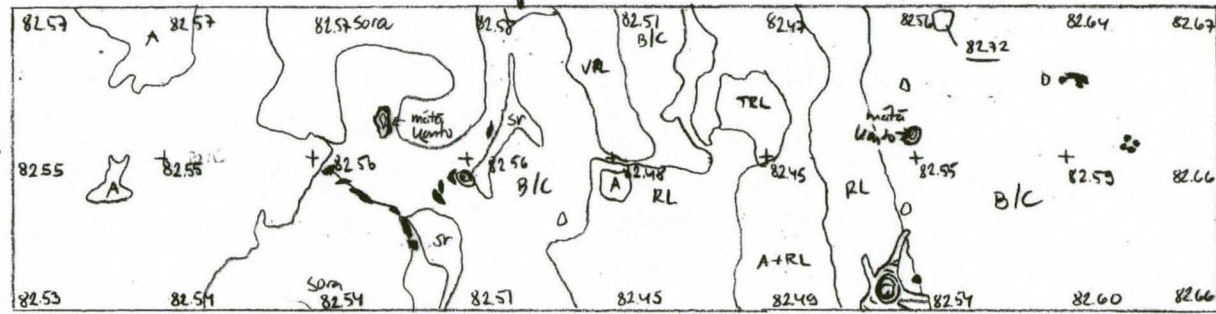 82.57 A 82.57 82.57 Sora 82.58 82.51 82.47 82.56 82.64 82.67
B/C
82.72
VRL
TRL
mätä kanto
Sr
mätä kanto
82.55 82.55 82.56 82.56 82.48 82.45 82.55 82.59 82.66
A B/C A RL RL B/C
Sr
A+RL
Sora
82.53 82.54 82.54 82.51 82.45 82.49 82.54 82.60 82.66